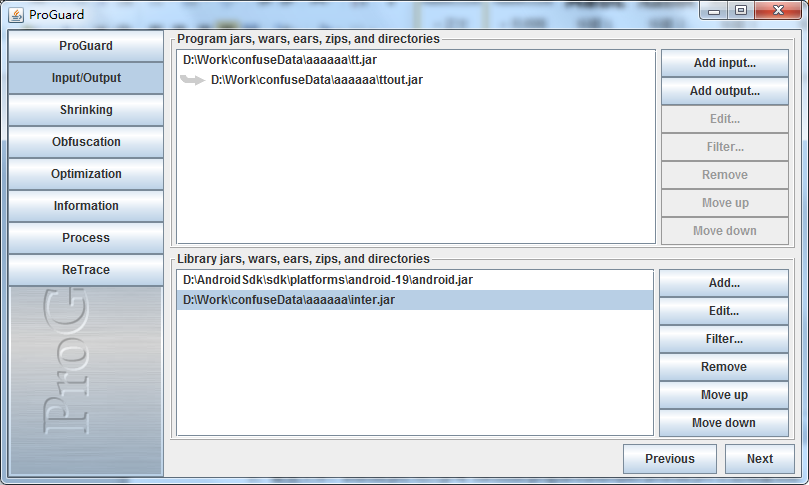 ProGuard
ProGuard
Input/Output
Shrinking
Obfuscation
Optimization
Information
Process
ReTrace
ProG
Program jars, wars, ears, zips, and directories
D:\Work\confuseData\aaaaaa\tt.jar
D:\Work\confuseData\aaaaaa\ttout.jar
Add input...
Add output...
Edit...
Filter...
Remove
Move up
Move down
Library jars, wars, ears, zips, and directories
D:\AndroidSdk\sdk\platforms\android-19\android.jar
D:\Work\confuseData\aaaaaa\inter.jar
Add...
Edit...
Filter...
Remove
Move up
Move down
Previous
Next